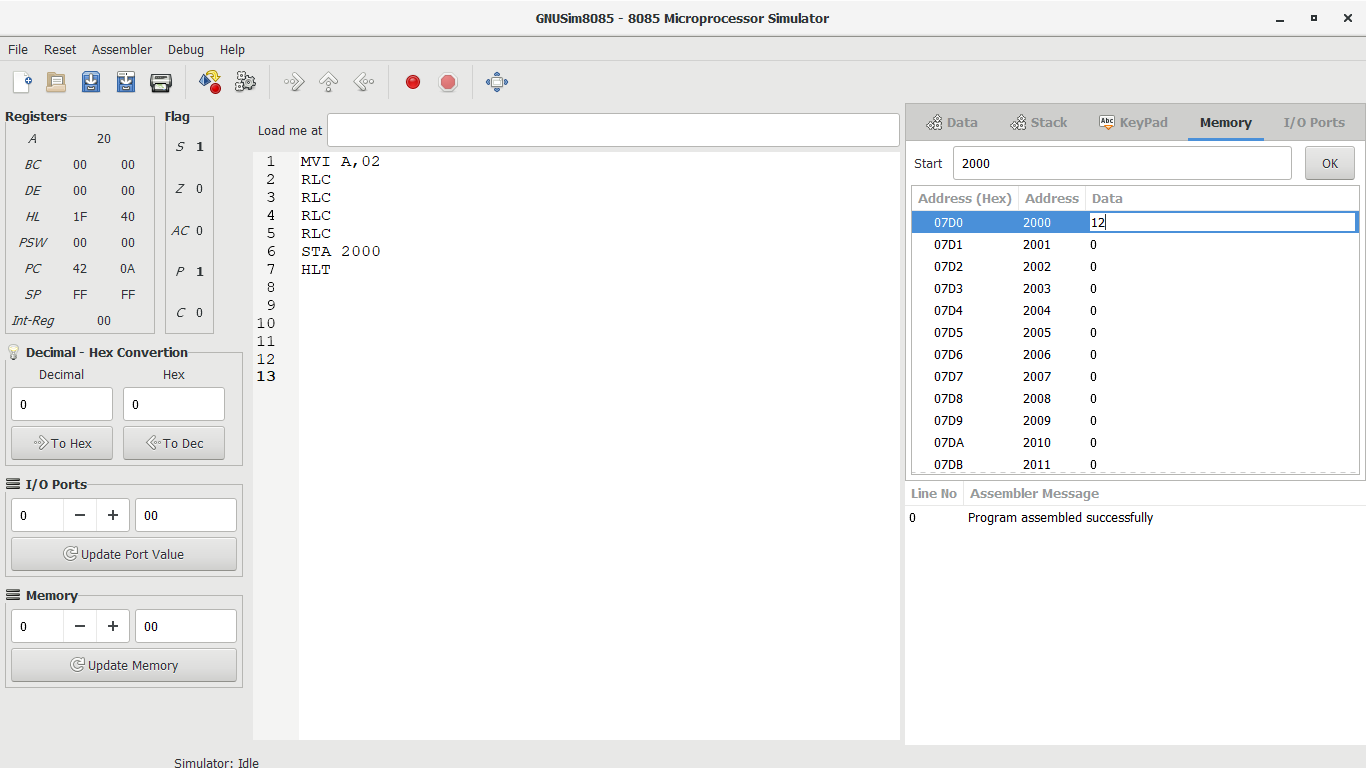 GNUSim8085 - 8085 Microprocessor Simulator
File Reset Assembler Debug Help
Registers
A 20
BC 00 00
DE 00 00
HL 1F 40
PSW 00 00
PC 42 0A
SP FF FF
Int-Reg 00
Flag
S 1
Z 0
AC 0
P 1
C 0
Decimal - Hex Convertion
Decimal Hex
0 0
To Hex To Dec
I/O Ports
0 − + 00
Update Port Value
Memory
0 − + 00
Update Memory
Load me at
1 MVI A,02
2 RLC
3 RLC
4 RLC
5 RLC
6 STA 2000
7 HLT
8
9
10
11
12
13
Data Stack Abc KeyPad Memory I/O Ports
Start 2000 OK
Address (Hex) Address Data
07D0 2000 12
07D1 2001 0
07D2 2002 0
07D3 2003 0
07D4 2004 0
07D5 2005 0
07D6 2006 0
07D7 2007 0
07D8 2008 0
07D9 2009 0
07DA 2010 0
07DB 2011 0
Line No Assembler Message
0 Program assembled successfully
Simulator: Idle